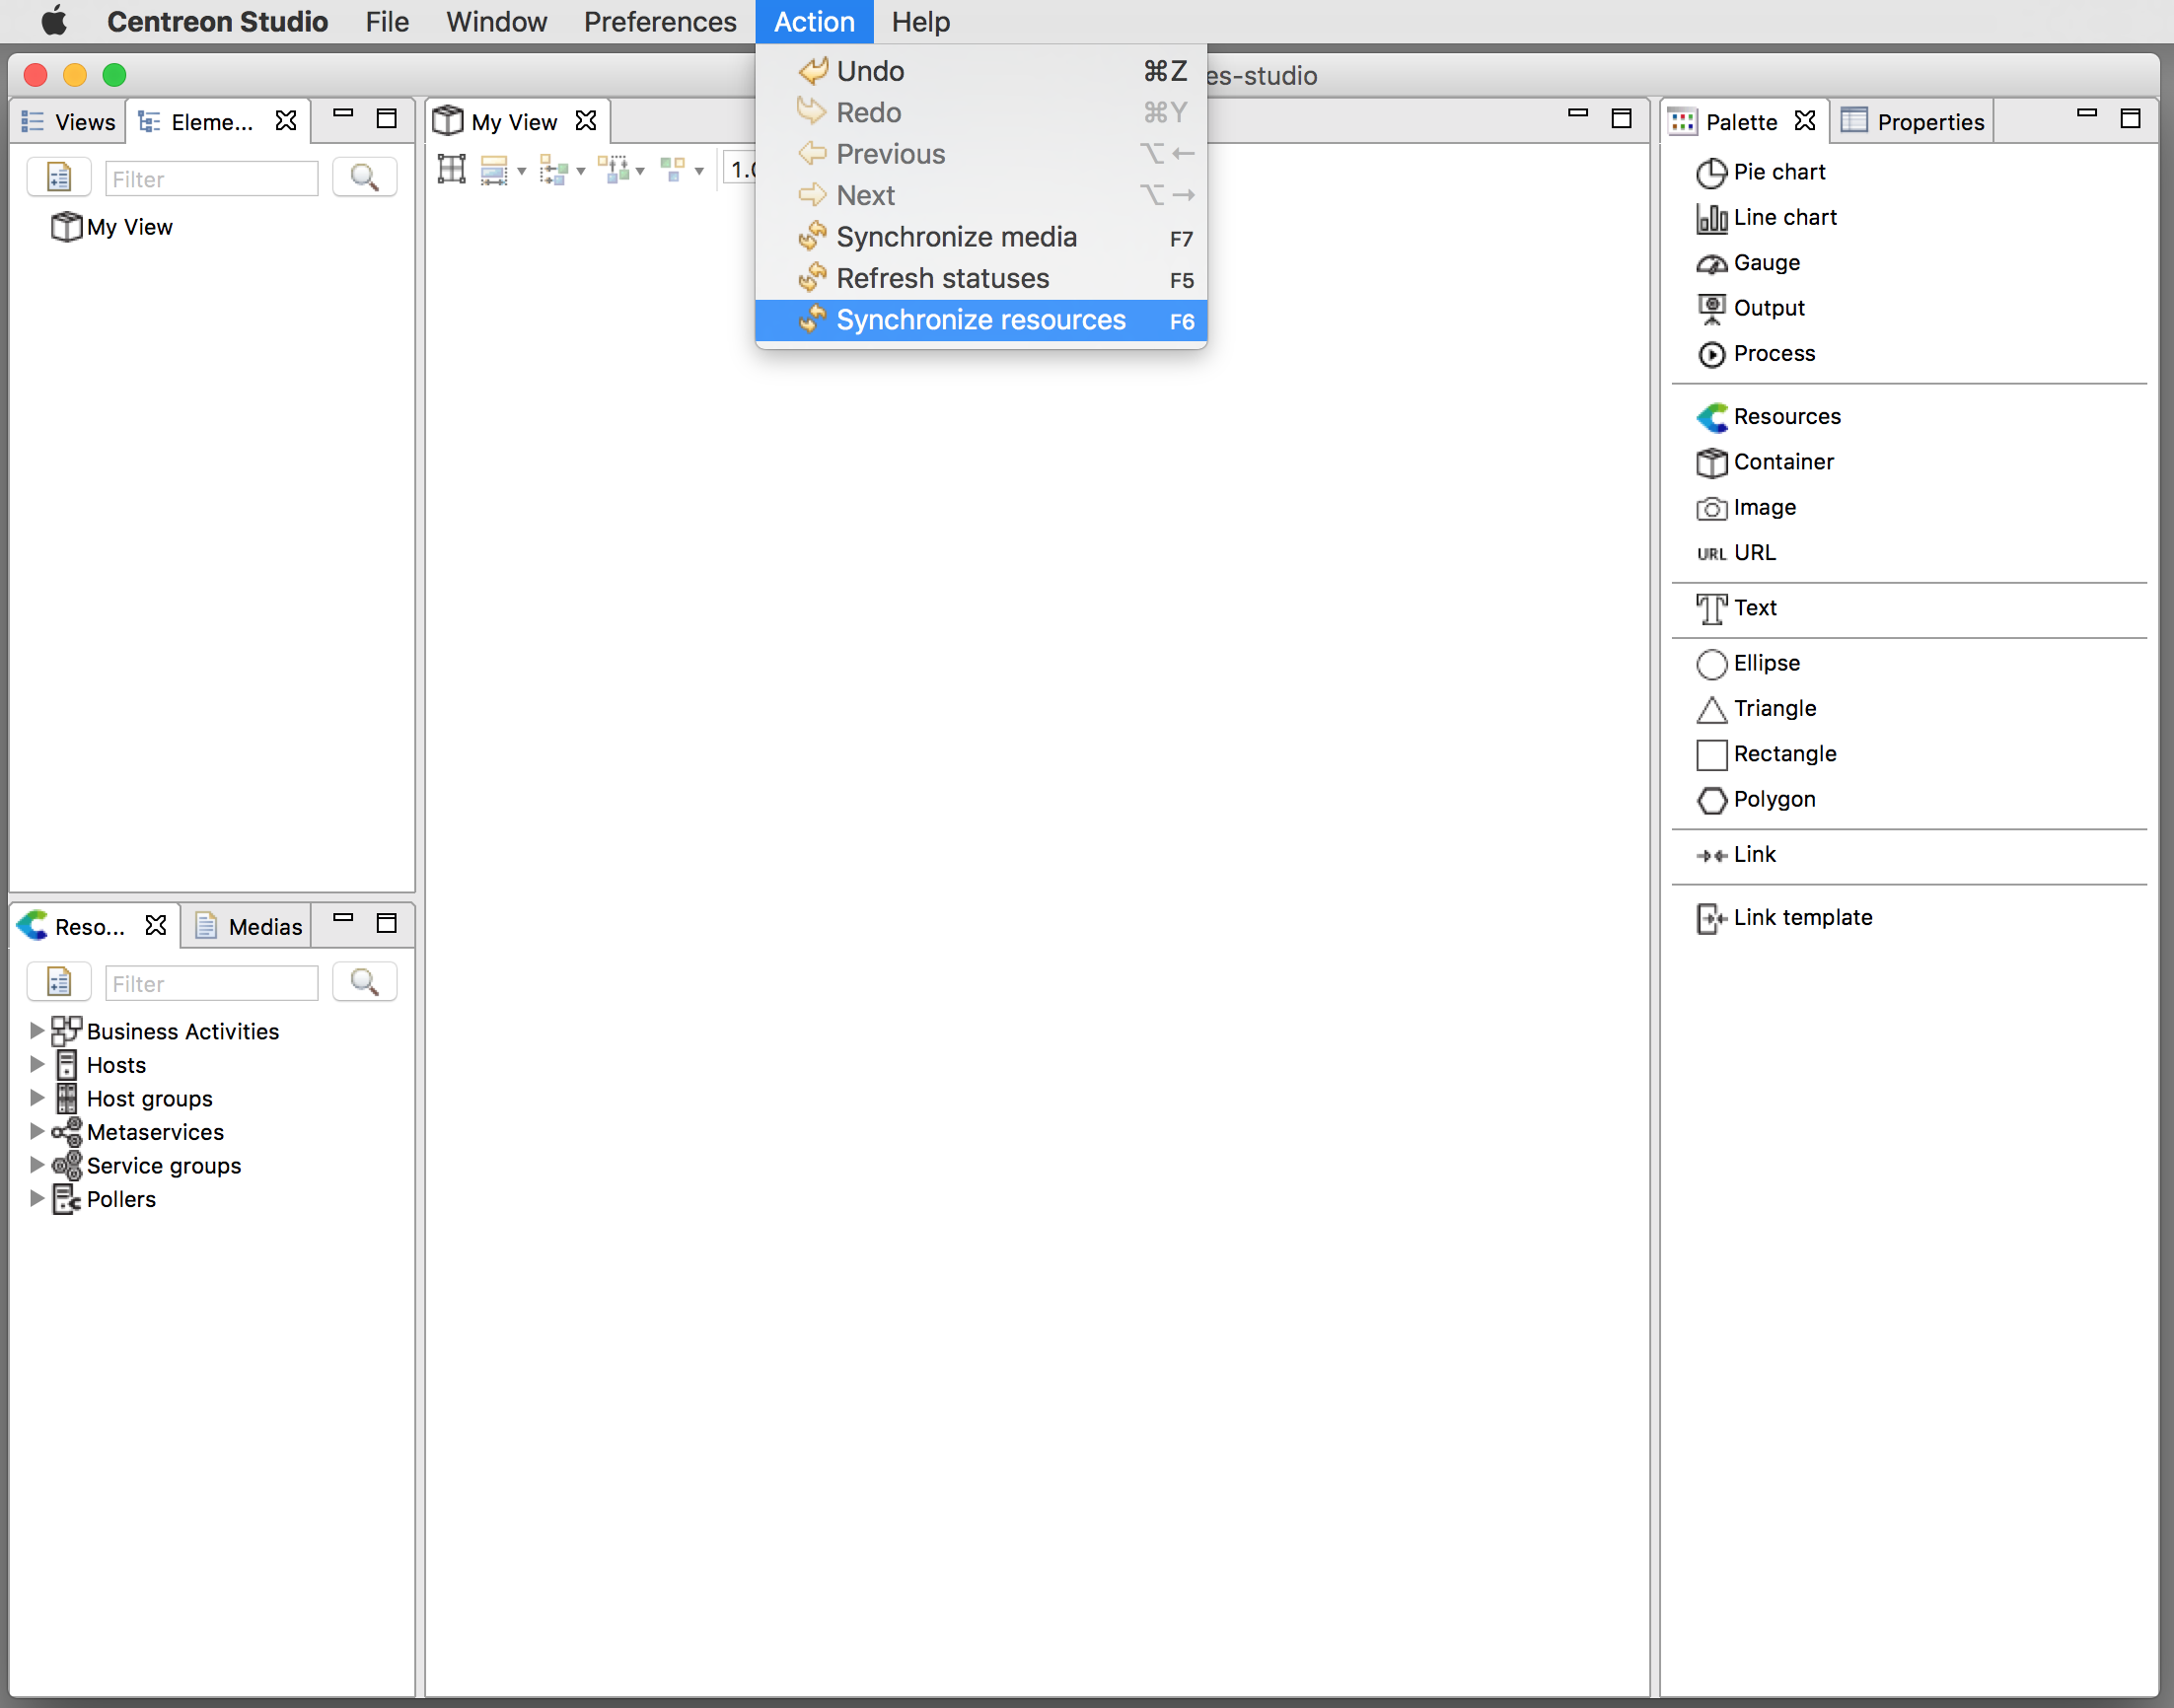 Centreon Studio File Window Preferences Action Help
es-studio
Undo ⌘Z
Redo ⌘Y
Previous ⌥←
Next ⌥→
Synchronize media F7
Refresh statuses F5
Synchronize resources F6
Views Eleme...
Filter
My View
My View
1.0
Palette Properties
Pie chart
Line chart
Gauge
Output
Process
Resources
Container
Image
URL URL
Text
Ellipse
Triangle
Rectangle
Polygon
Link
Link template
Reso... Medias
Filter
Business Activities
Hosts
Host groups
Metaservices
Service groups
Pollers